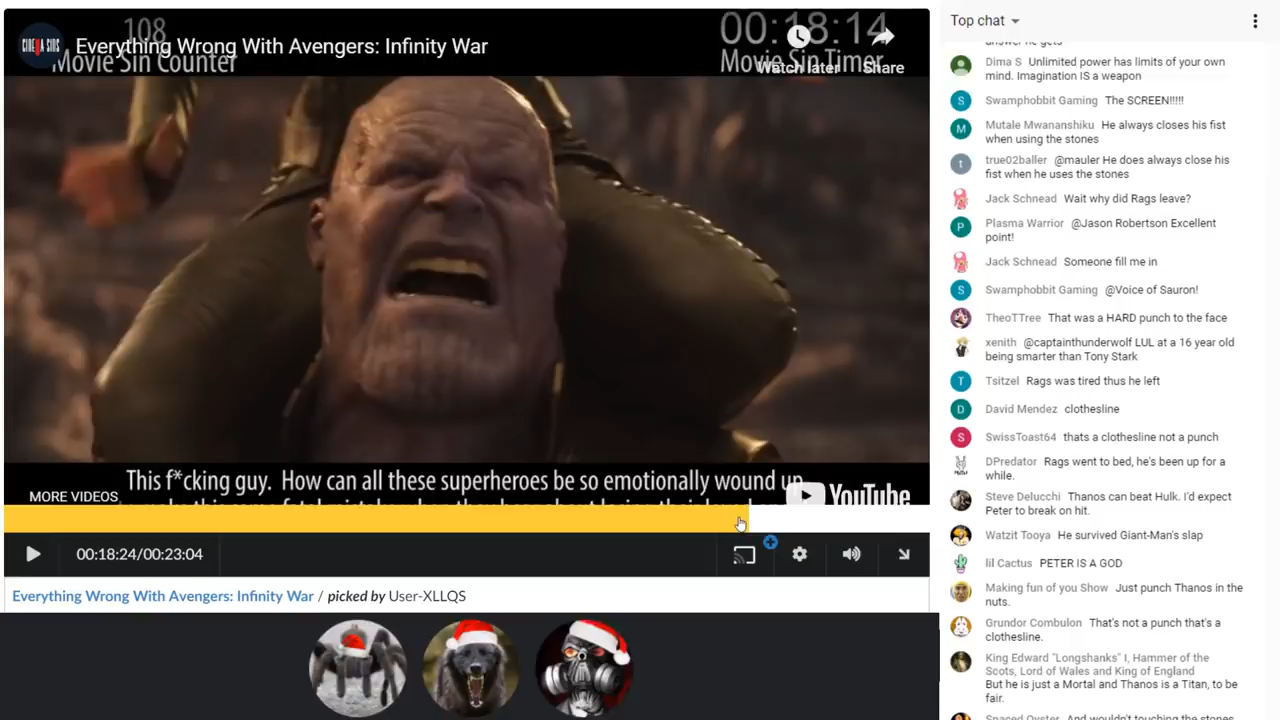 CINEMA SINS
Everything Wrong With Avengers: Infinity War
108
Movie Sin Counter
00:18:14
Movie Sin Timer
Watch later
Share
This f*cking guy. How can all these superheroes be so emotionally wound up
MORE VIDEOS
YouTube
00:18:24/00:23:04
Everything Wrong With Avengers: Infinity War / picked by User-XLLQS
Top chat
answer he gets
Dima S Unlimited power has limits of your own
mind. Imagination IS a weapon
S Swamphobbit Gaming The SCREEN!!!!!
M Mutale Mwananshiku He always closes his fist
when using the stones
t true02baller @mauler He does always close his
fist when he uses the stones
Jack Schnead Wait why did Rags leave?
P Plasma Warrior @Jason Robertson Excellent
point!
Jack Schnead Someone fill me in
S Swamphobbit Gaming @Voice of Sauron!
TheoTTree That was a HARD punch to the face
xenith @captainthunderwolf LUL at a 16 year old
being smarter than Tony Stark
T Tsitzel Rags was tired thus he left
D David Mendez clothesline
S SwissToast64 thats a clothesline not a punch
DPredator Rags went to bed, he's been up for a
while.
Steve Delucchi Thanos can beat Hulk. I'd expect
Peter to break on hit.
Watzit Tooya He survived Giant-Man's slap
lil Cactus PETER IS A GOD
Making fun of you Show Just punch Thanos in the
nuts.
Grundor Combulon That's not a punch that's a
clothesline.
King Edward "Longshanks" I, Hammer of the
Scots, Lord of Wales and King of England
But he is just a Mortal and Thanos is a Titan, to be
fair.
Spaced Oyster And wouldn't touching the stones